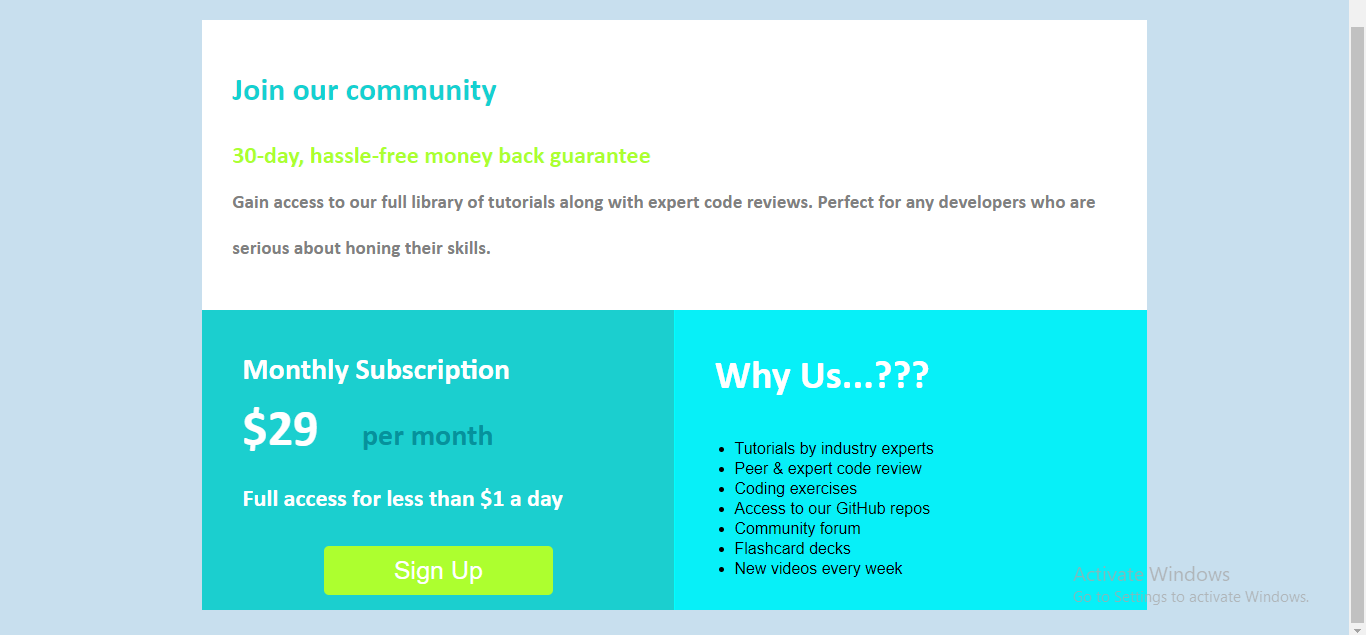 Join our community
30-day, hassle-free money back guarantee
Gain access to our full library of tutorials along with expert code reviews. Perfect for any developers who are
serious about honing their skills.
Monthly Subscription
$29 per month
Full access for less than $1 a day
Sign Up
Why Us...???
Tutorials by industry experts
Peer & expert code review
Coding exercises
Access to our GitHub repos
Community forum
Flashcard decks
New videos every week
Activate Windows
Go to Settings to activate Windows.